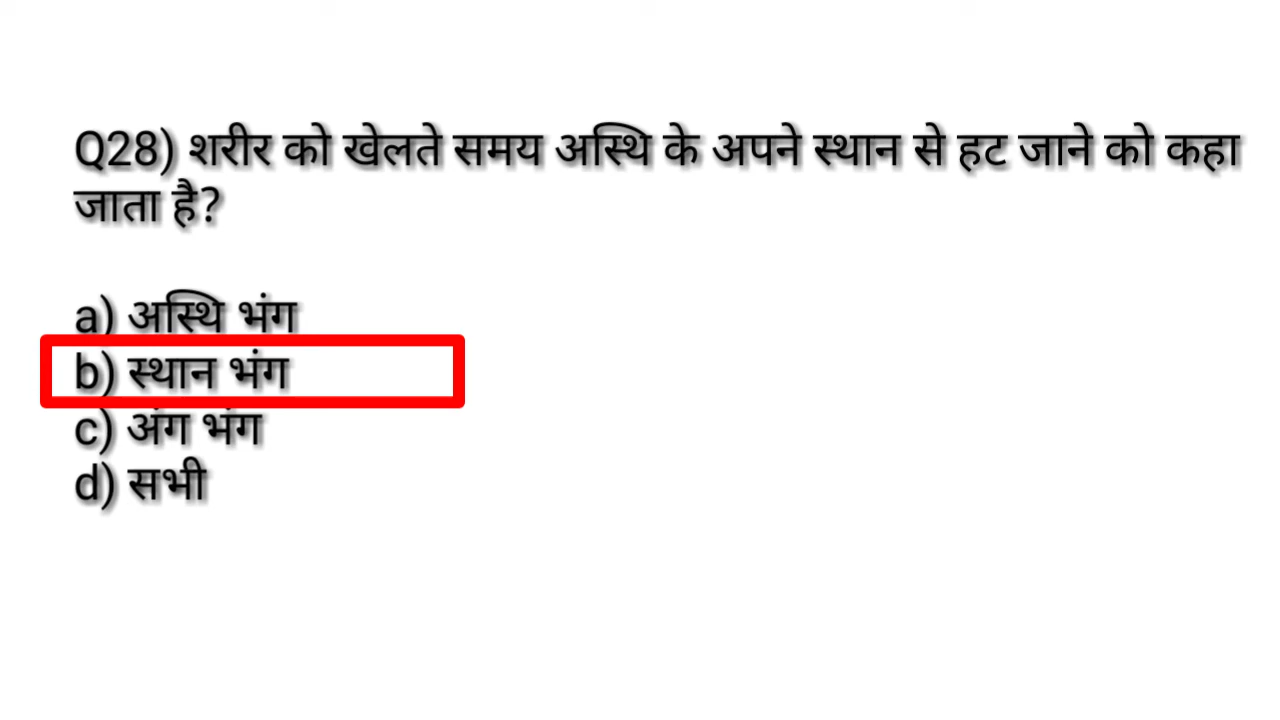 Q28) शरीर को खेलते समय अस्थि के अपने स्थान से हट जाने को कहा
जाता है?
a) अस्थि भंग
b) स्थान भंग
c) अंग भंग
d) सभी